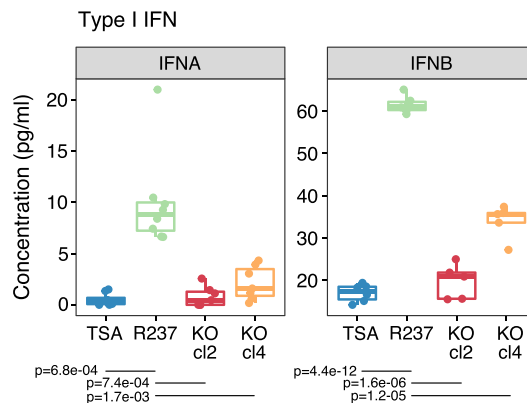 Type I IFN
IFNA IFNB
Concentration (pg/ml)
20
15
10
5
0
60
50
40
30
20
TSA R237 KO cl2 KO cl4
TSA R237 KO cl2 KO cl4
p=6.8e-04
p=7.4e-04
p=1.7e-03
p=4.4e-12
p=1.6e-06
p=1.2-05